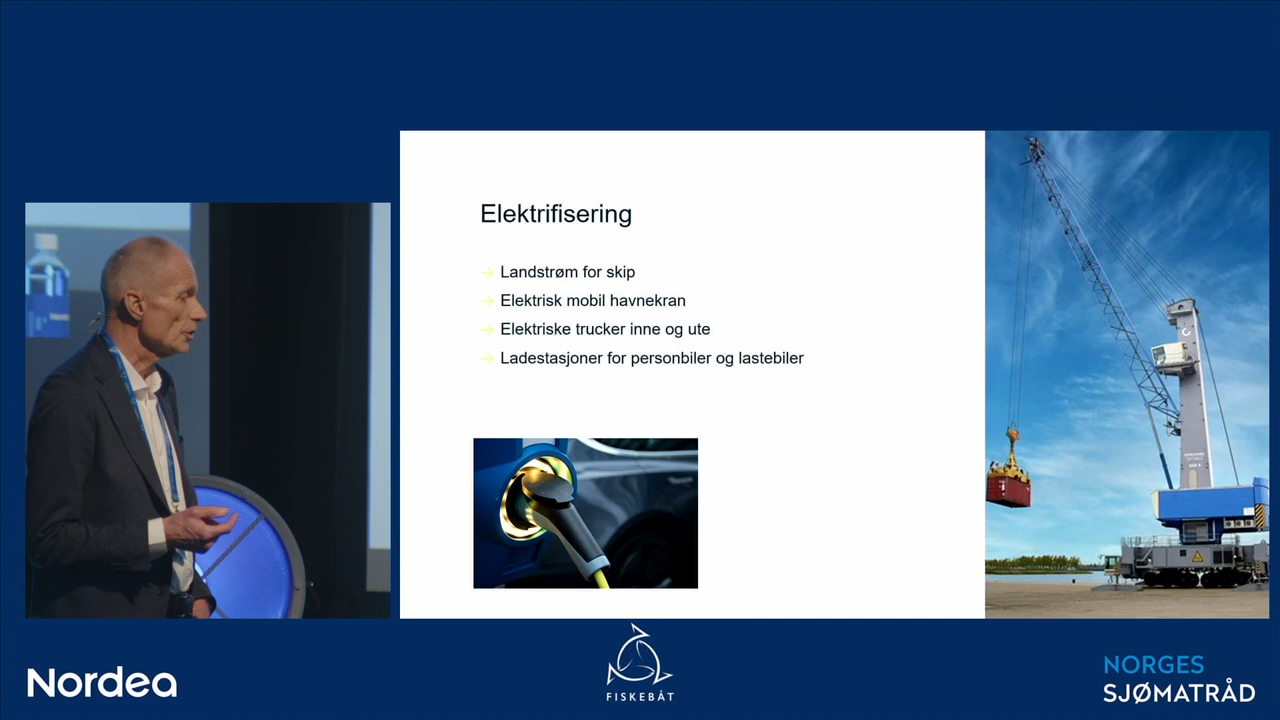 Elektrifisering
Landstrøm for skip
Elektrisk mobil havnekran
Elektriske trucker inne og ute
Ladestasjoner for personbiler og lastebiler
Nordea
FISKEBÅT
NORGES
SJØMATRÅD